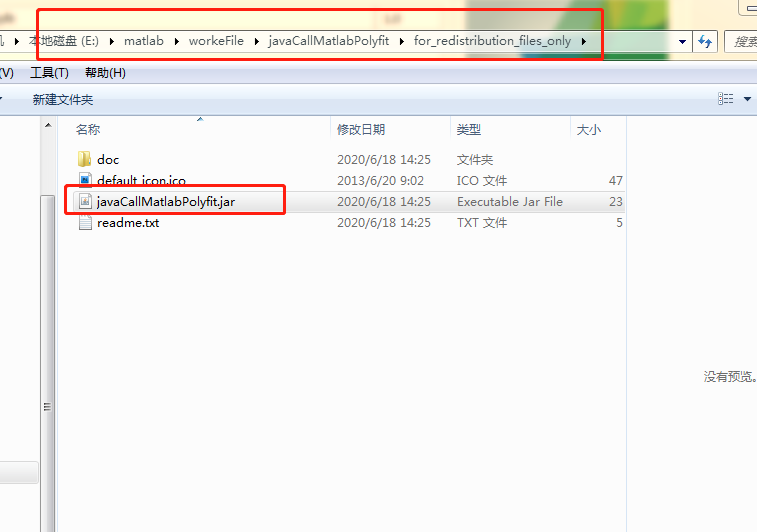 本地磁盘 (E:) matlab workeFile javaCallMatlabPolyfit for_redistribution_files_only 搜索
(V) 工具(T) 帮助(H)
新建文件夹
名称 修改日期 类型 大小
doc 2020/6/18 14:25 文件夹
default_icon.ico 2013/6/20 9:02 ICO 文件 47
javaCallMatlabPolyfit.jar 2020/6/18 14:25 Executable Jar File 23
readme.txt 2020/6/18 14:25 TXT 文件 5
没有预览。